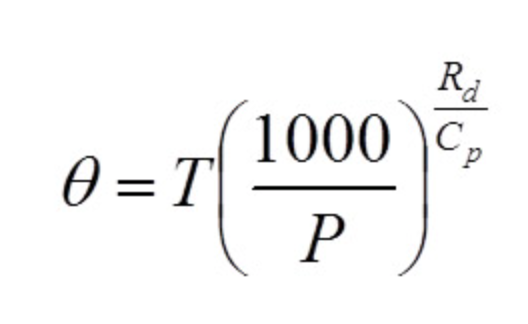 θ = T(1000/P)^(R_d/C_p)